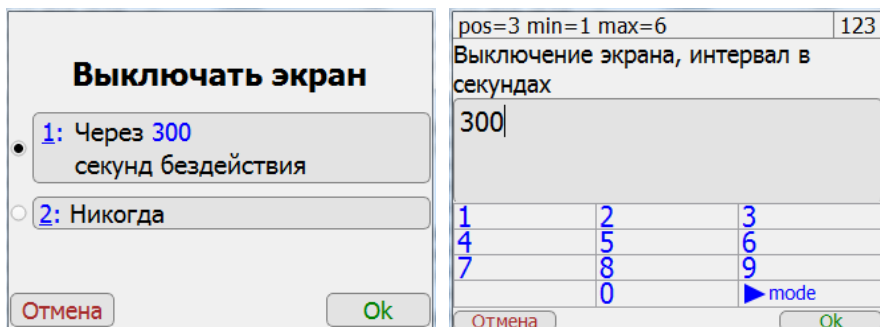 Выключать экран
1: Через 300
секунд бездействия
2: Никогда
Отмена
Ok
pos=3 min=1 max=6
123
Выключение экрана, интервал в
секундах
300
1 2 3
4 5 6
7 8 9
0 mode
Отмена
Ok